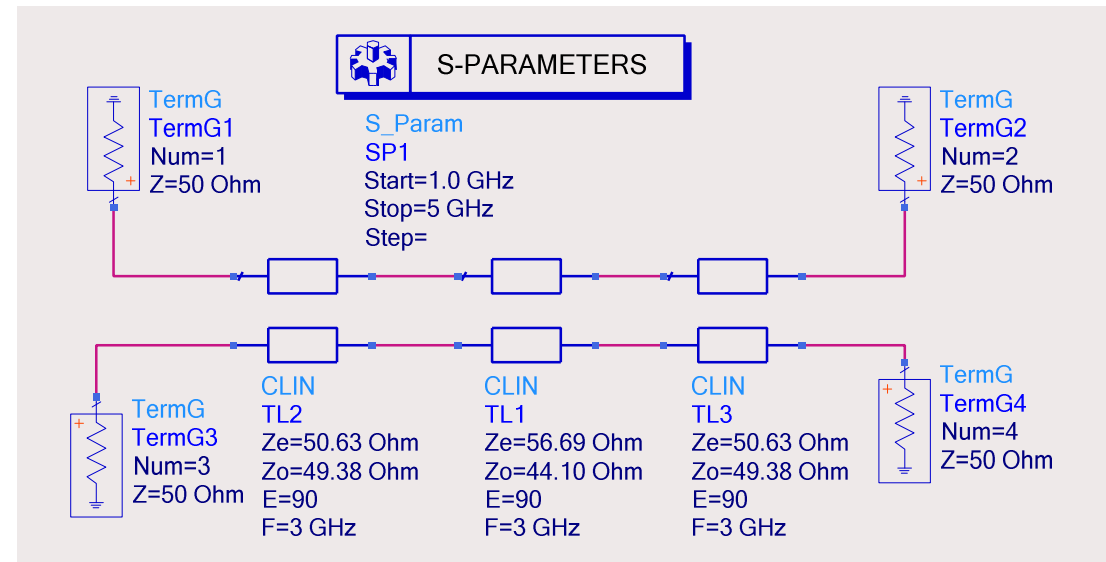 S-PARAMETERS
S_Param
SP1
Start=1.0 GHz
Stop=5 GHz
Step=
TermG
TermG1
Num=1
Z=50 Ohm
+
TermG
TermG2
Num=2
Z=50 Ohm
+
TermG
TermG3
Num=3
Z=50 Ohm
+
CLIN
TL2
Ze=50.63 Ohm
Zo=49.38 Ohm
E=90
F=3 GHz
CLIN
TL1
Ze=56.69 Ohm
Zo=44.10 Ohm
E=90
F=3 GHz
CLIN
TL3
Ze=50.63 Ohm
Zo=49.38 Ohm
E=90
F=3 GHz
+
TermG
TermG4
Num=4
Z=50 Ohm